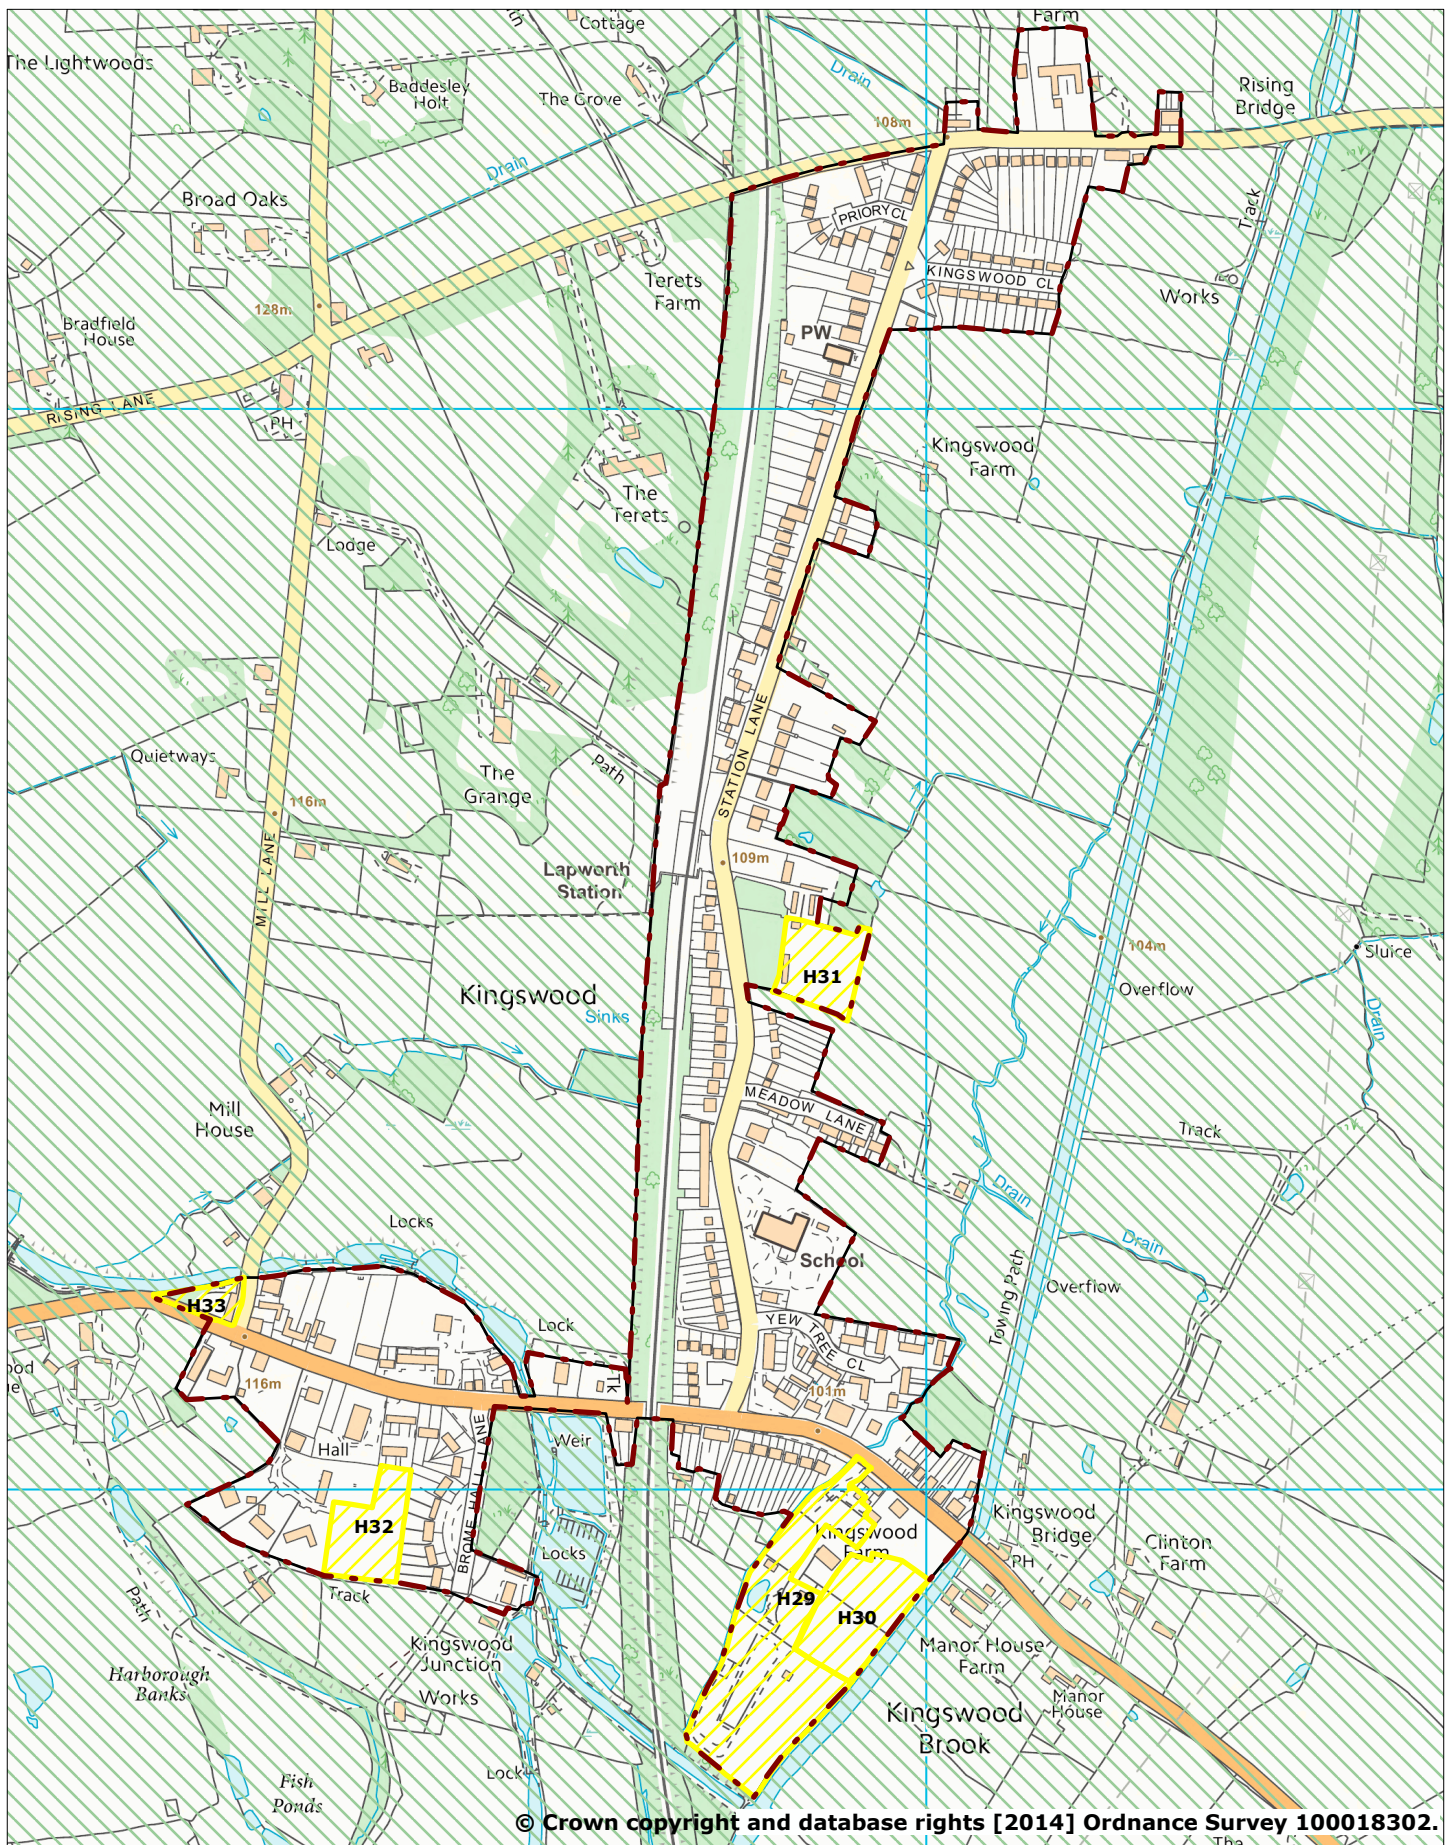 Farm
Cottage
The Lightwoods
Baddesley
Holt
The Grove
Drain
Rising
Bridge
108m
Drain
Broad Oaks
PRIORY CL
Track
Terets
Farm
KINGSWOOD CL
Works
128m
Bradfield
House
PW
RISING LANE
PH
Kingswood
Farm
The
Terets
Lodge
Quietways
Path
The
Grange
STATION LANE
116m
MILL LANE
109m
Lapworth
Station
104m
Sluice
H31
Overflow
Kingswood
Sinks
Drain
MEADOW LANE
Mill
House
Track
Drain
Locks
Drain
School
Towing Path
Overflow
H33
Lock
YEW TREE CL
Tk
116m
101m
BROME HALL LANE
Weir
Hall
H32
Kingswood
Farm
Kingswood
Bridge
PH
Clinton
Farm
Locks
Track
Path
H29
H30
Kingswood
Junction
Manor House
Farm
Harborough
Banks
Works
Manor
House
Kingswood
Brook
Lock
Fish
Ponds
© Crown copyright and database rights [2014] Ordnance Survey 100018302.